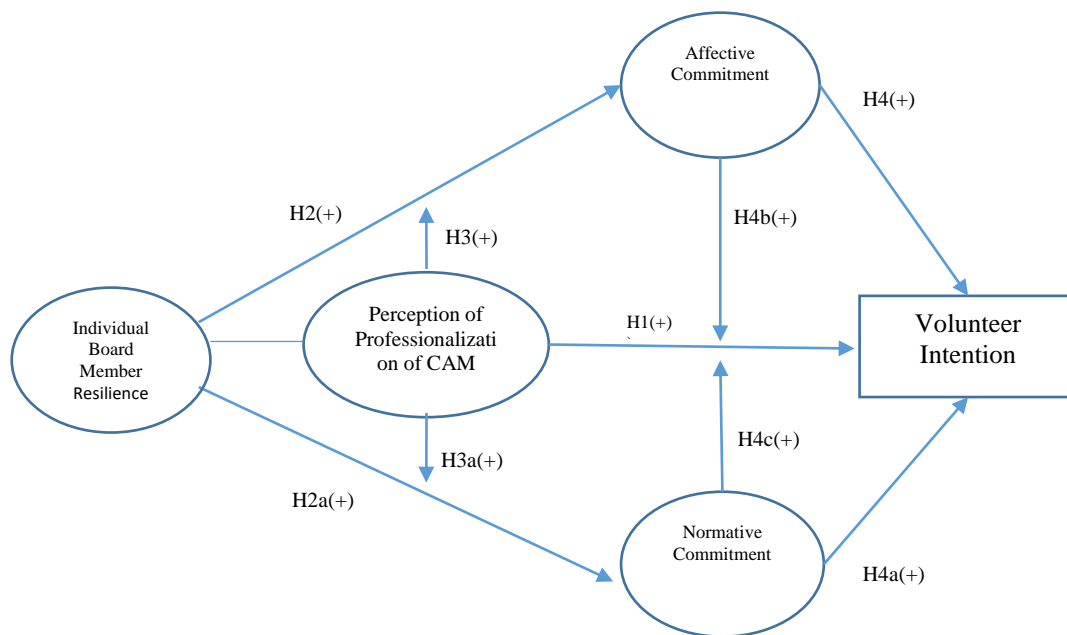 Affective
Commitment
H4(+)
H2(+)
H4b(+)
H3(+)
Individual
Board
Member
Resilience
Perception of
Professionalizati
on of CAM
H1(+)
`
Volunteer
Intention
H3a(+)
H4c(+)
H2a(+)
Normative
Commitment
H4a(+)